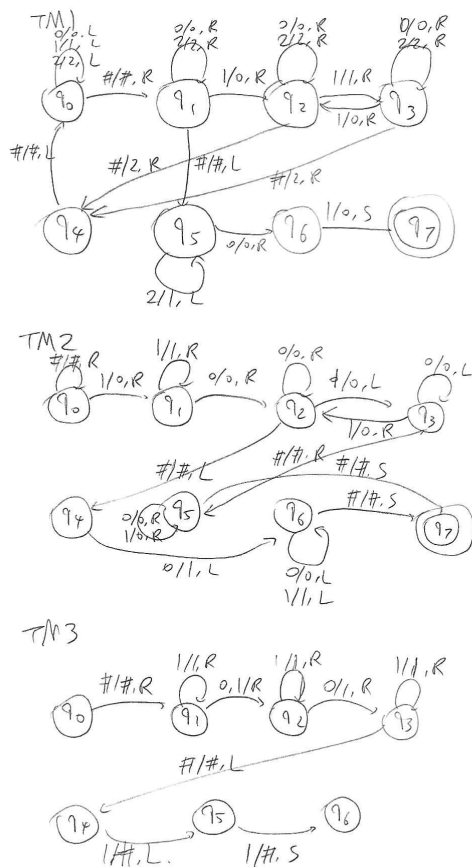 TM1
0/0, L 0/0, R 0/0, R 0/0, R
1/1, L 2/2, R 2/2, R 2/2, R
2/2, L
q0 #/#, R q1 1/0, R q2 1/1, R q3
1/0, R
#/#, L #/2, R #/#, L #/2, R
q4 q5 0/0, R q6 1/0, S q7
2/1, L
TM2
#/#, R 1/1, R 0/0, R 0/0, L
q0 1/0, R q1 0/0, R q2 /0, L q3
1/0, R
#/#, L #/#. R #/#. S
q4 0/0, R q5 q6 #/#, S q7
1/0, R
0/1, L 0/0, L
1/1, L
TM3
1/1, R 1/1, R 1/1, R
q0 #/#, R q1 0,1/R q2 0/1, R q3
#/#, L
q4 q5 q6
1/#, L. 1/#, S